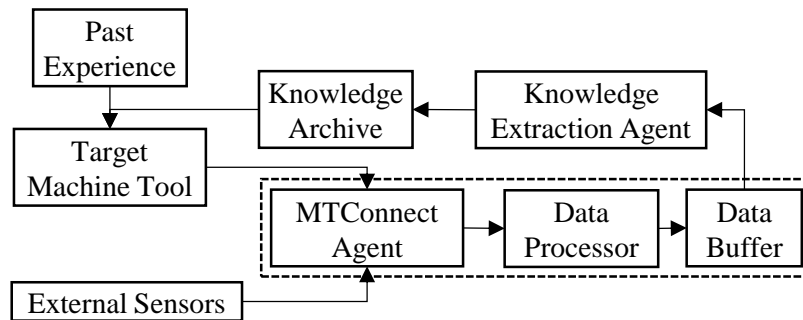 Past
Experience
Knowledge
Archive
Knowledge
Extraction Agent
Target
Machine Tool
MTConnect
Agent
Data
Processor
Data
Buffer
External Sensors